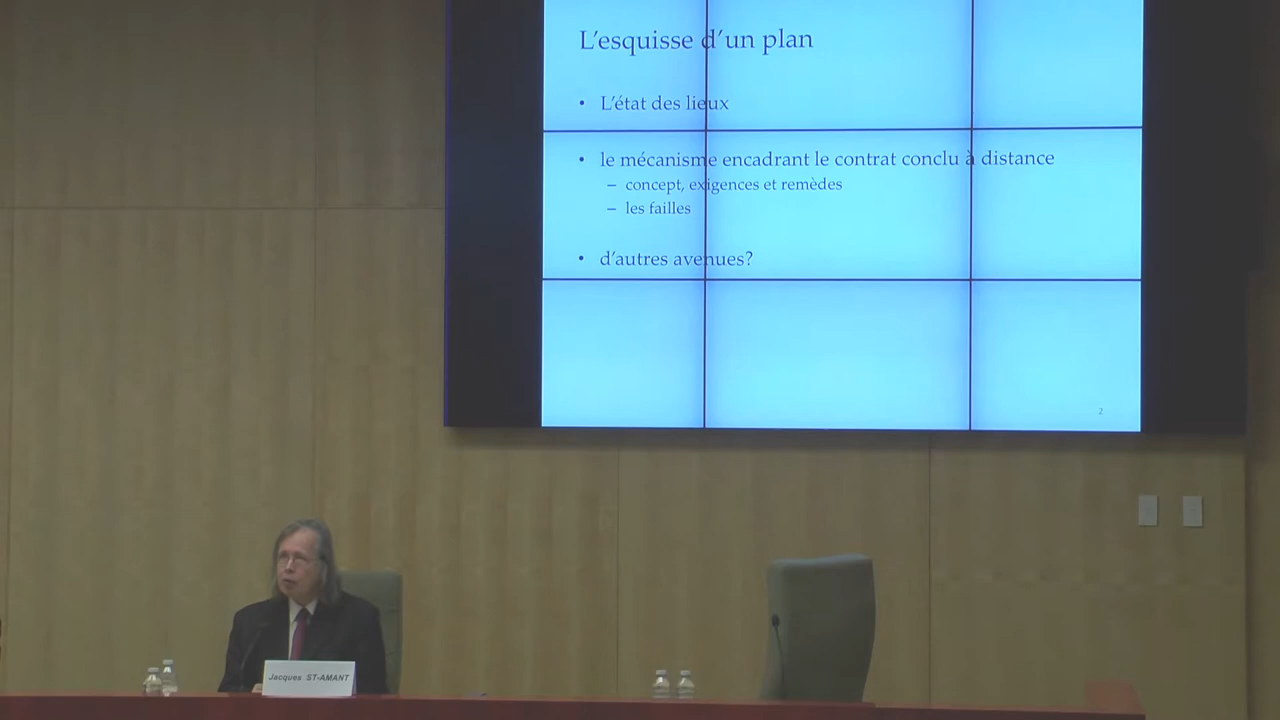 L'esquisse d'un plan
• L'état des lieux
• le mécanisme encadrant le contrat conclu à distance
– concept, exigences et remèdes
– les failles
• d'autres avenues?
2
Jacques ST-AMANT